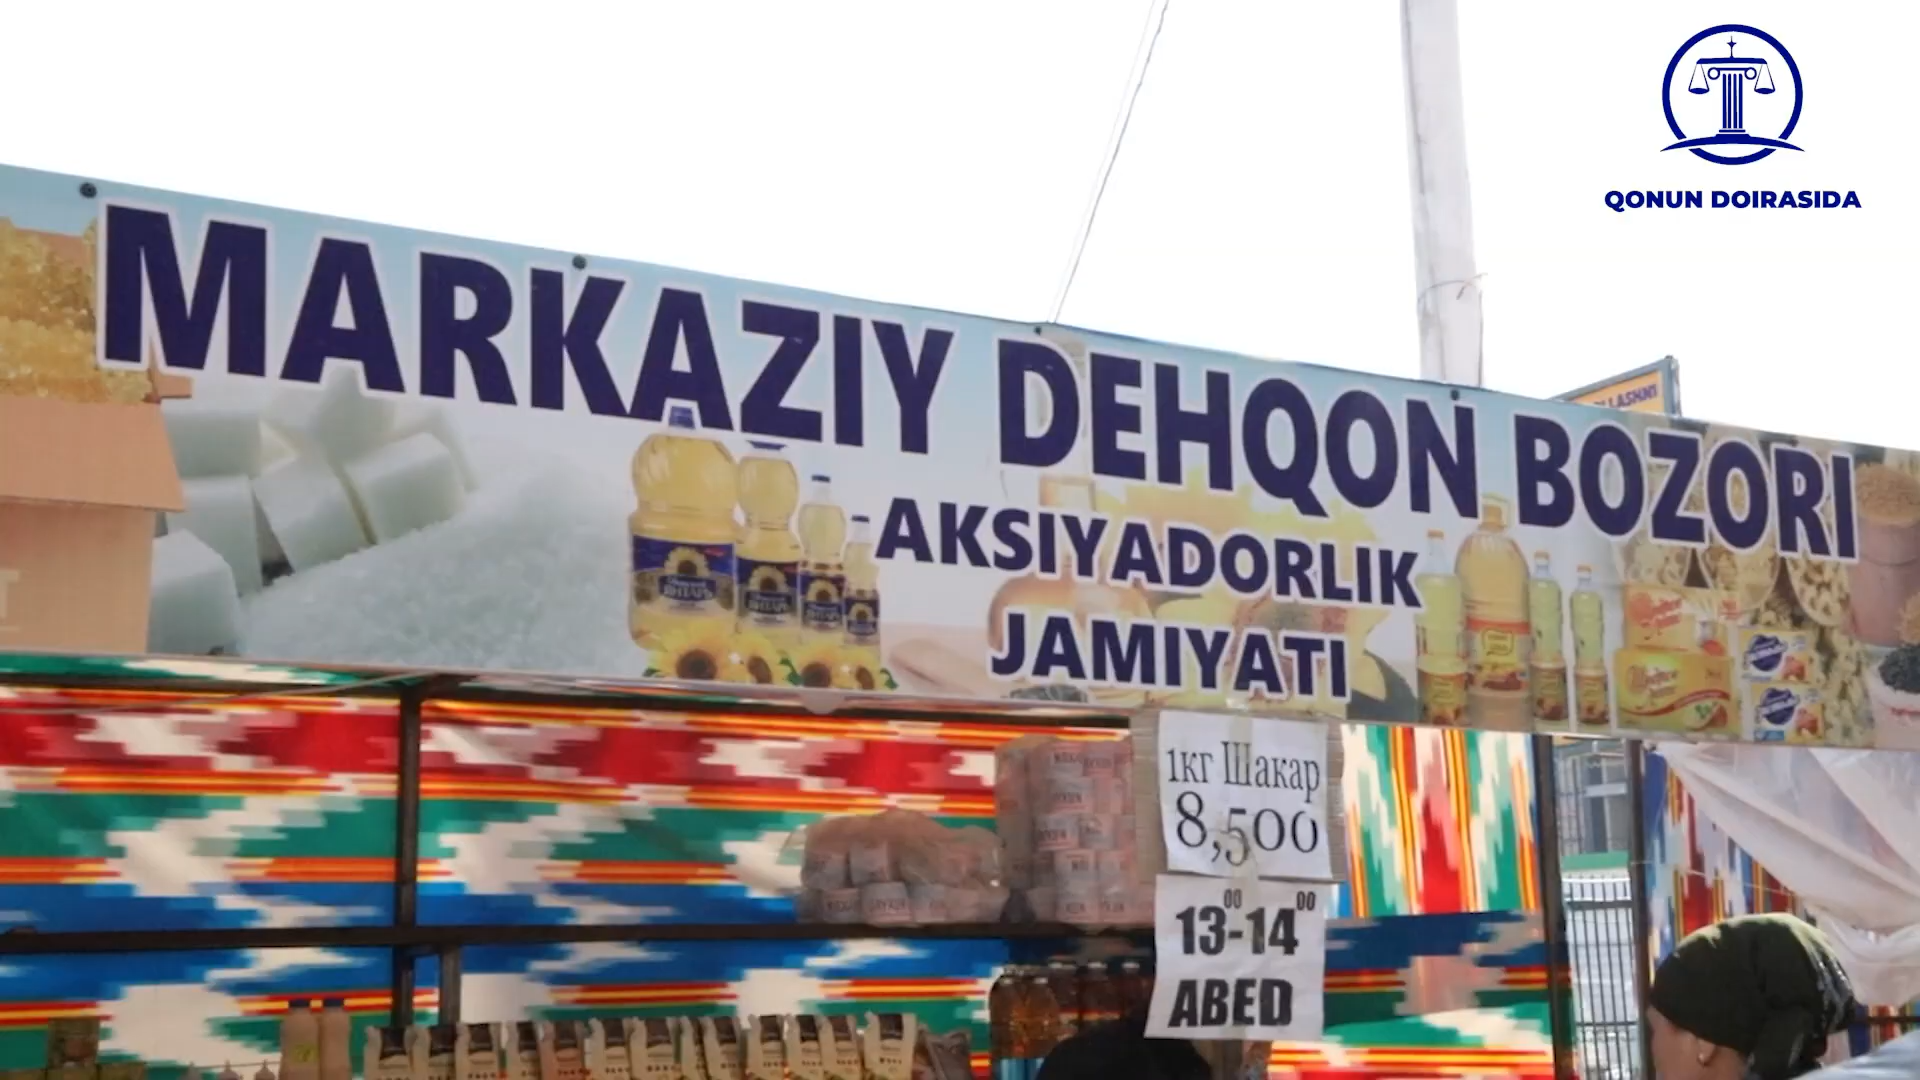 QONUN DOIRASIDA
MARKAZIY DEHQON BOZORI
AKSIYADORLIK
JAMIYATI
1кг Шакар
8,500
13⁰⁰-14⁰⁰
ABED